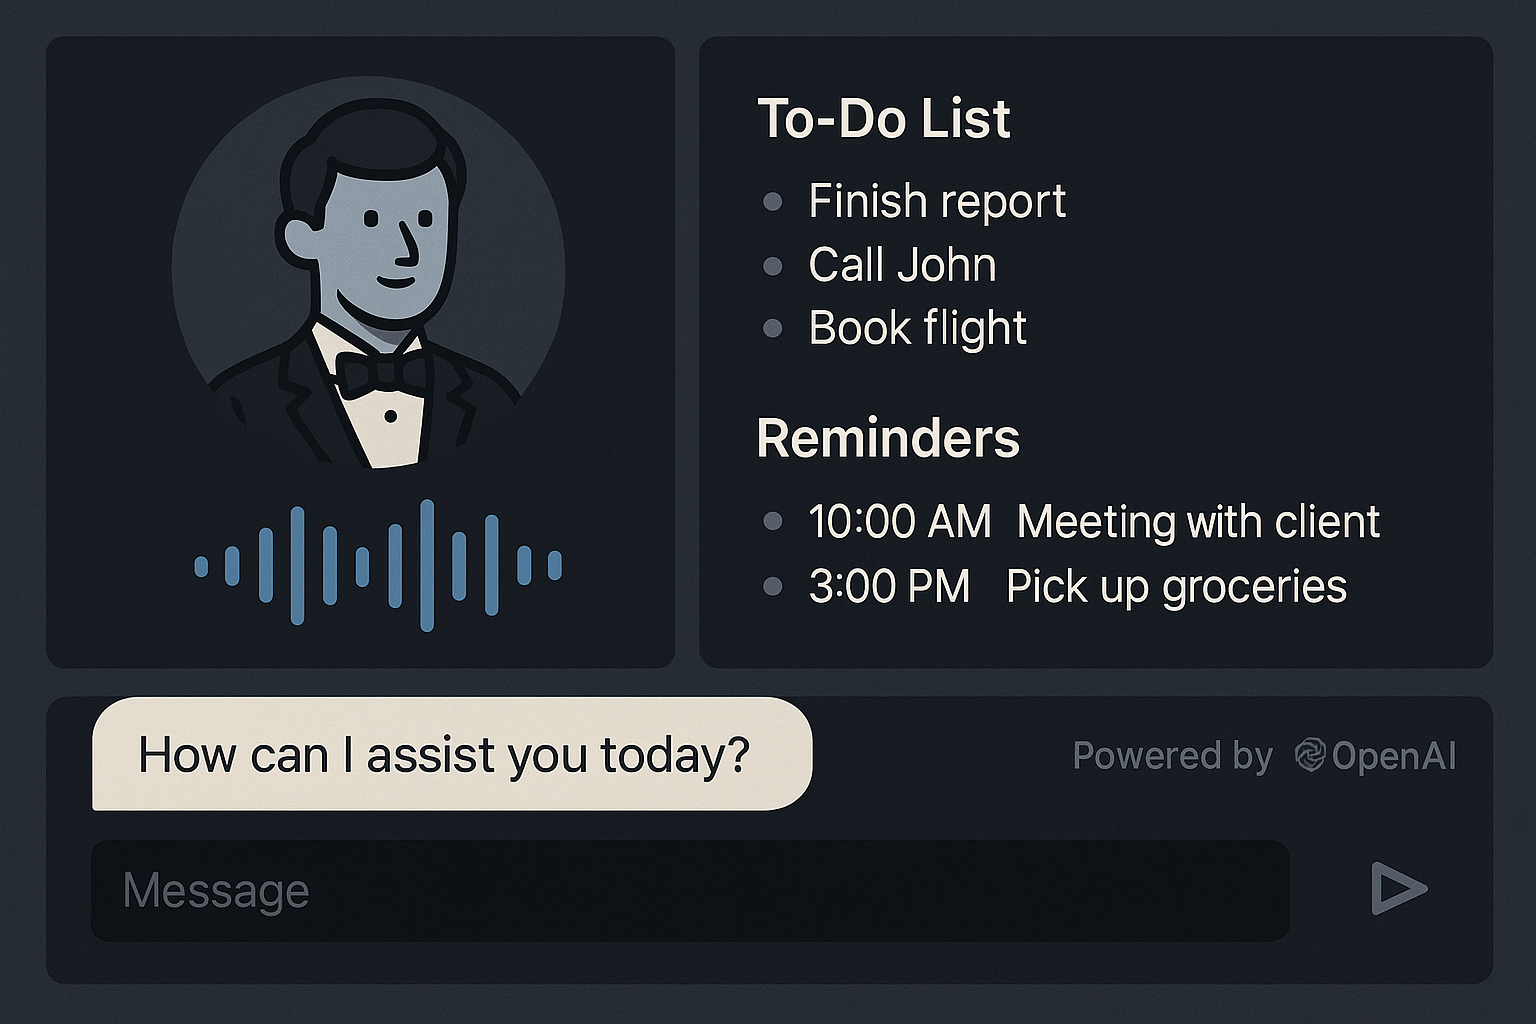 To-Do List
Finish report
Call John
Book flight
Reminders
10:00 AM Meeting with client
3:00 PM Pick up groceries
How can I assist you today?
Powered by OpenAI
Message